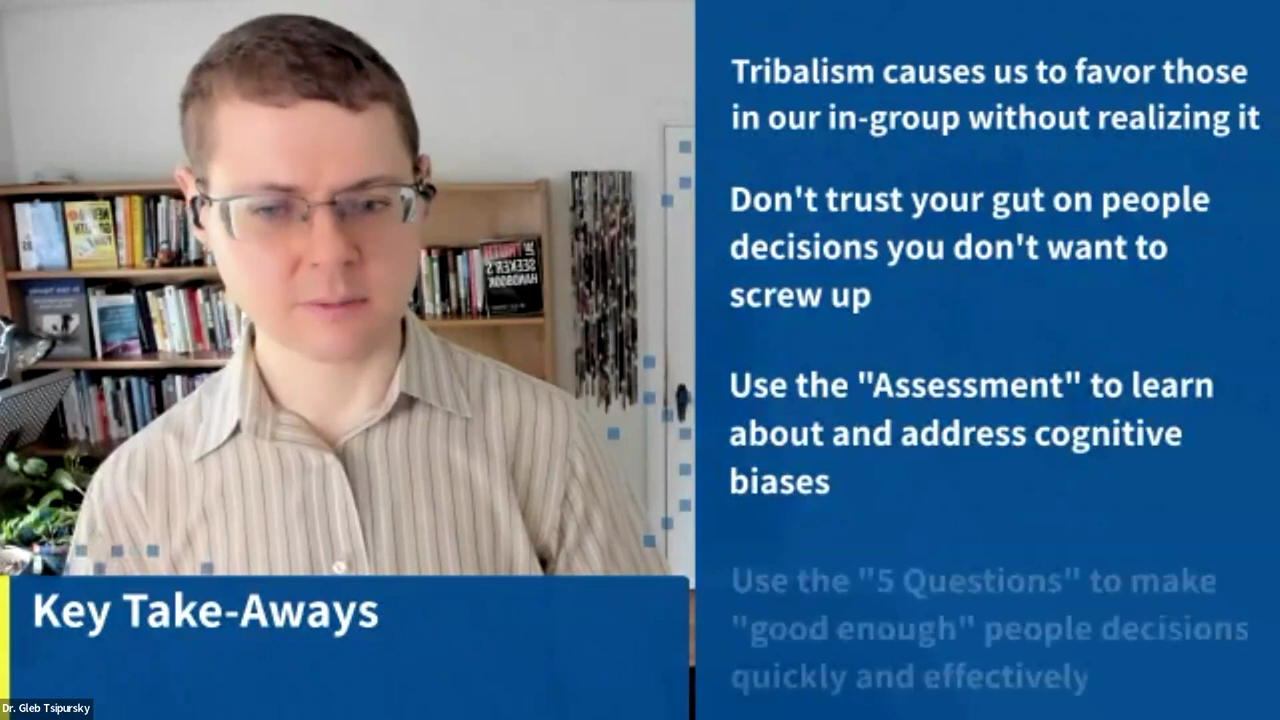 Tribalism causes us to favor those
in our in-group without realizing it
Don't trust your gut on people
decisions you don't want to
screw up
Use the "Assessment" to learn
about and address cognitive
biases
Use the "5 Questions" to make
"good enough" people decisions
quickly and effectively
SEEKER'S
HANDBOOK
Key Take-Aways
Dr. Gleb Tsipursky